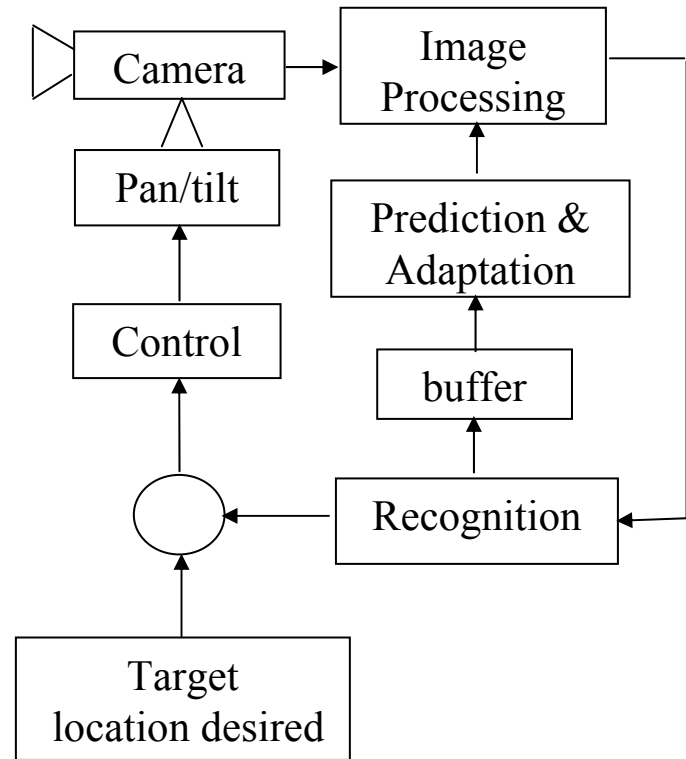 Camera
Image
Processing
Pan/tilt
Prediction &
Adaptation
Control
buffer
Recognition
Target
location desired